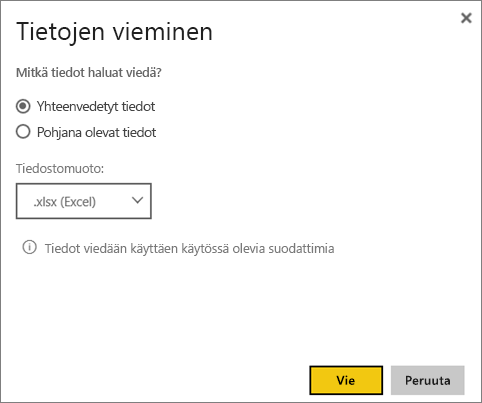 Tietojen vieminen
Mitkä tiedot haluat viedä?
Yhteenvedetyt tiedot
Pohjana olevat tiedot
Tiedostomuoto:
.xlsx (Excel)
Tiedot viedään käyttäen käytössä olevia suodattimia
Vie
Peruuta